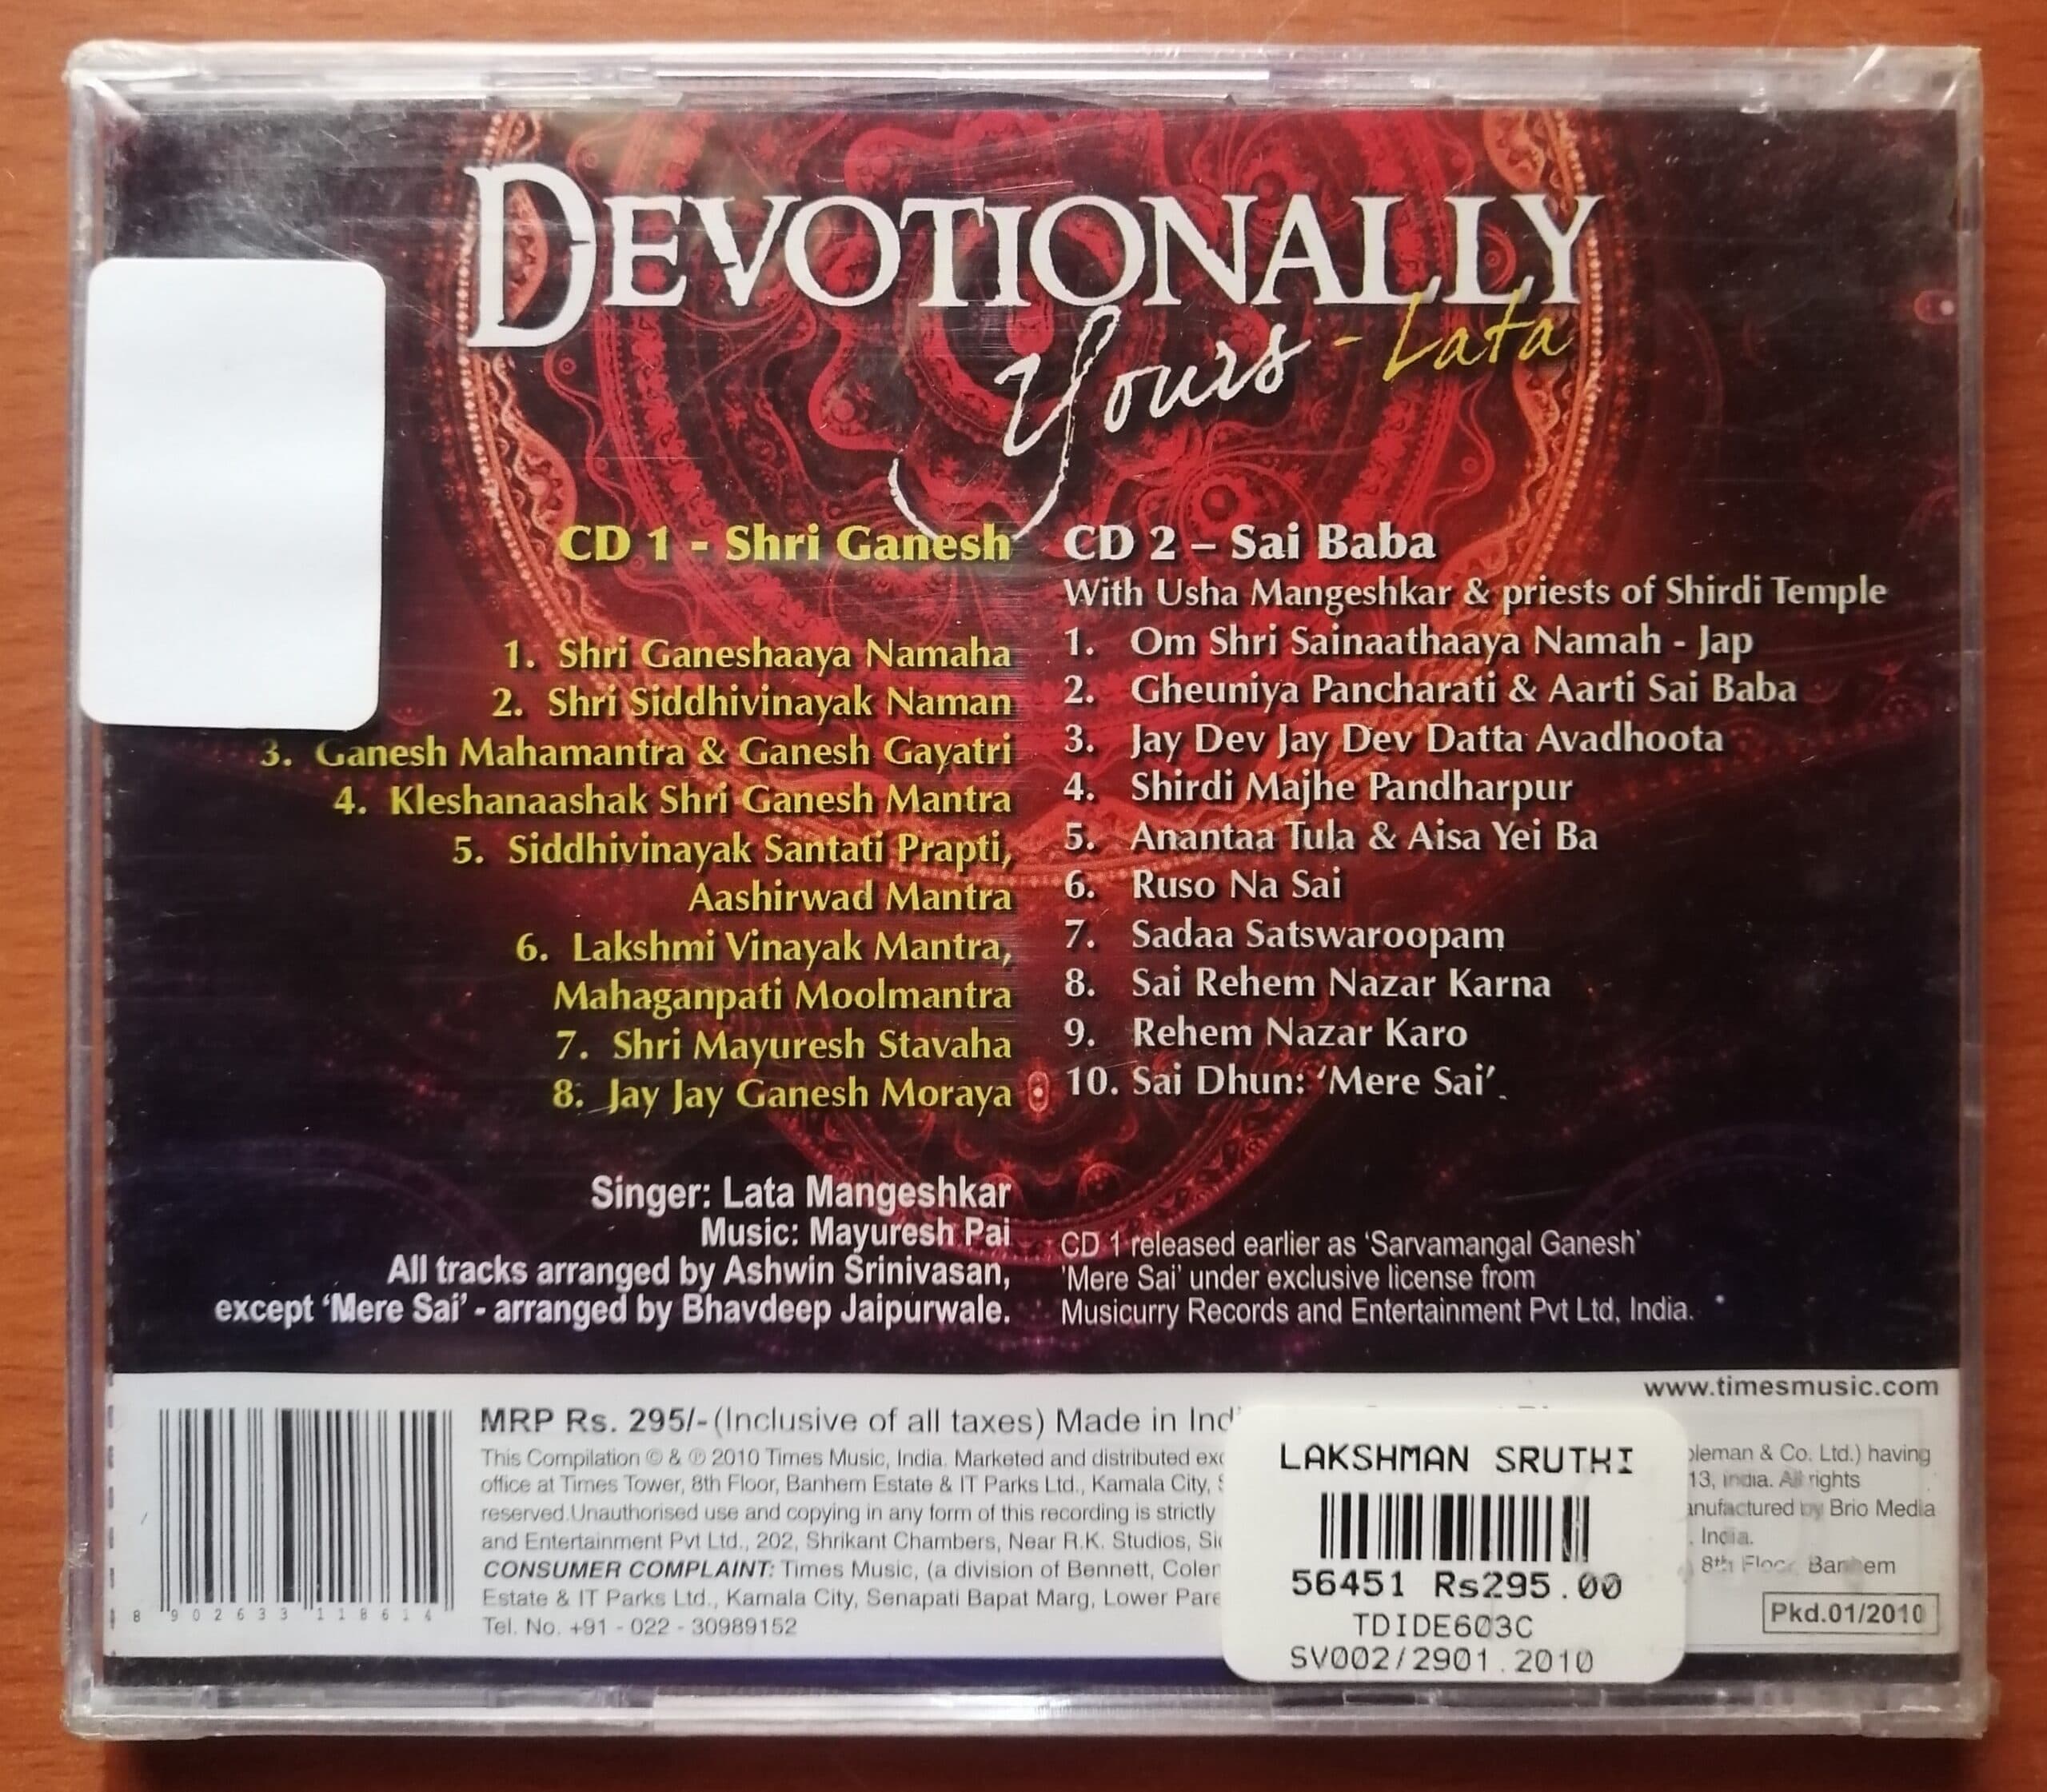 DEVOTIONALLY
Yours - Lata
CD 1 - Shri Ganesh
1. Shri Ganeshaaya Namaha
2. Shri Siddhivinayak Naman
3. Ganesh Mahamantra & Ganesh Gayatri
4. Kleshanaashak Shri Ganesh Mantra
5. Siddhivinayak Santati Prapti,
Aashirwad Mantra
6. Lakshmi Vinayak Mantra,
Mahaganpati Moolmantra
7. Shri Mayuresh Stavaha
8. Jay Jay Ganesh Moraya
CD 2 – Sai Baba
With Usha Mangeshkar & priests of Shirdi Temple
1. Om Shri Sainaathaaya Namah - Jap
2. Gheuniya Pancharati & Aarti Sai Baba
3. Jay Dev Jay Dev Datta Avadhoota
4. Shirdi Majhe Pandharpur
5. Anantaa Tula & Aisa Yei Ba
6. Ruso Na Sai
7. Sadaa Satswaroopam
8. Sai Rehem Nazar Karna
9. Rehem Nazar Karo
10. Sai Dhun: ‘Mere Sai’
Singer: Lata Mangeshkar
Music: Mayuresh Pai
All tracks arranged by Ashwin Srinivasan,
except ‘Mere Sai’ - arranged by Bhavdeep Jaipurwale.
CD 1 released earlier as ‘Sarvamangal Ganesh’
'Mere Sai' under exclusive license from
Musicurry Records and Entertainment Pvt Ltd, India.
www.timesmusic.com
MRP Rs. 295/- (Inclusive of all taxes) Made in
This Compilation © & ℗ 2010 Times Music, India. Marketed and distributed
& Co. Ltd.) having
office at Times Tower, 8th Floor, Banhem Estate & IT Parks Ltd., Kamala City,
13, India. All rights
reserved.Unauthorised use and copying in any form of this recording is strictly
by Brio Media
and Entertainment Pvt Ltd., 202, Shrikant Chambers, Near R.K. Studios,
India.
CONSUMER COMPLAINT: Times Music, (a division of Bennett,
8th Floor, Banhem
Estate & IT Parks Ltd., Kamala City, Senapati Bapat Marg, Lower
Tel. No. +91 - 022 - 30989152
Pkd.01/2010
8 902633 118614
LAKSHMAN SRUTHI
56451 Rs295.00
TDIDE603C
SV002/2901.2010